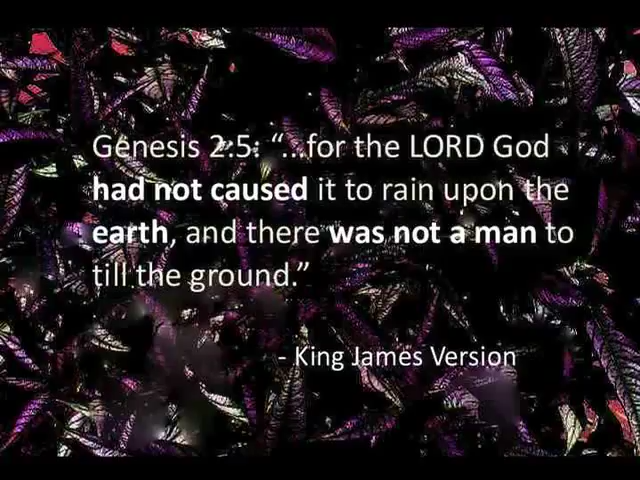 Genesis 2:5: “...for the LORD God
had not caused it to rain upon the
earth, and there was not a man to
till the ground.”
- King James Version